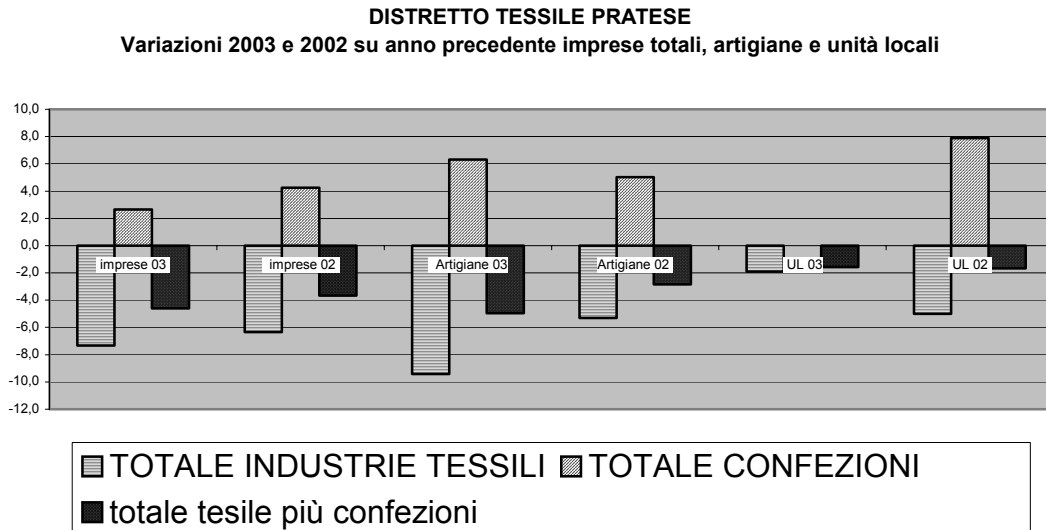 DISTRETTO TESSILE PRATESE
Variazioni 2003 e 2002 su anno precedente imprese totali, artigiane e unità locali
10,0
8,0
6,0
4,0
2,0
0,0
-2,0
-4,0
-6,0
-8,0
-10,0
-12,0
imprese 03 imprese 02 Artigiane 03 Artigiane 02 UL 03 UL 02
TOTALE INDUSTRIE TESSILI TOTALE CONFEZIONI
totale tesile più confezioni